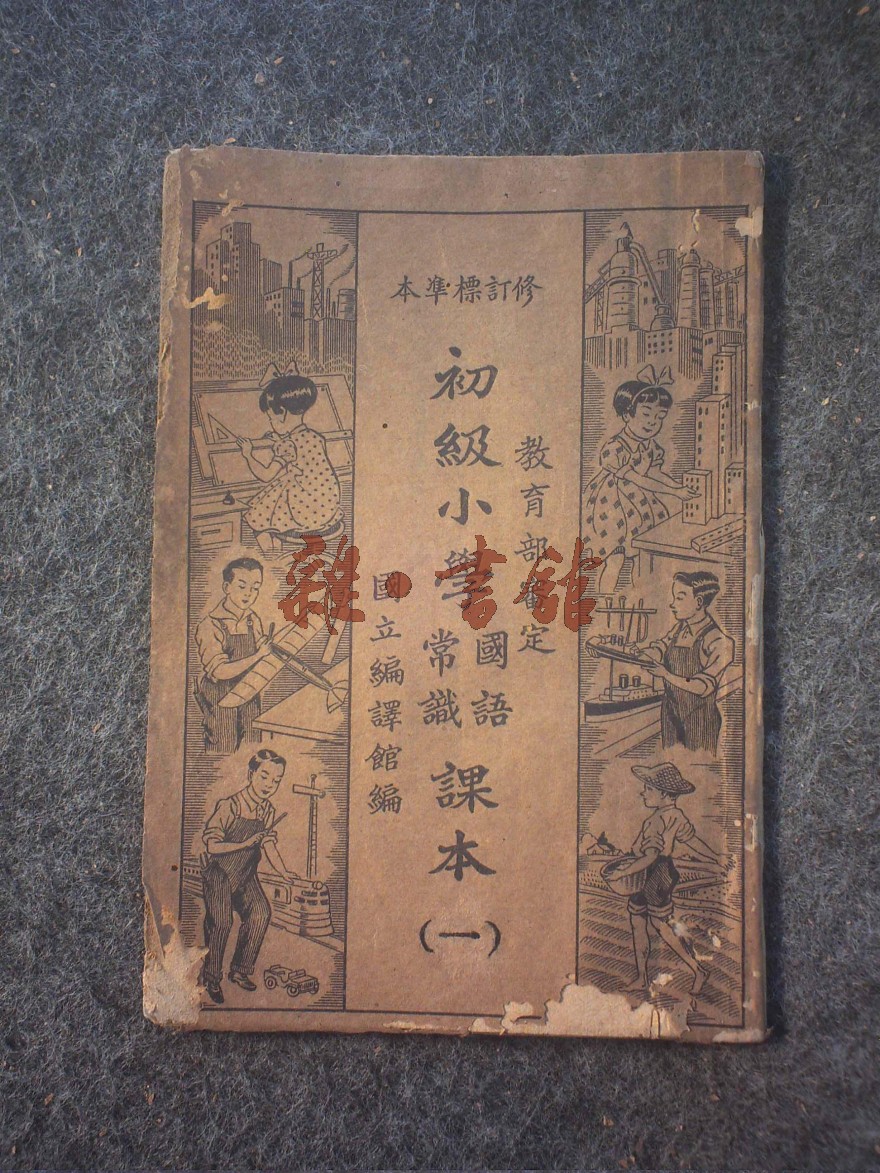 修訂標準本
教育部審定
初級小學國語常識課本
(一)
國立編譯館編
雜·書館